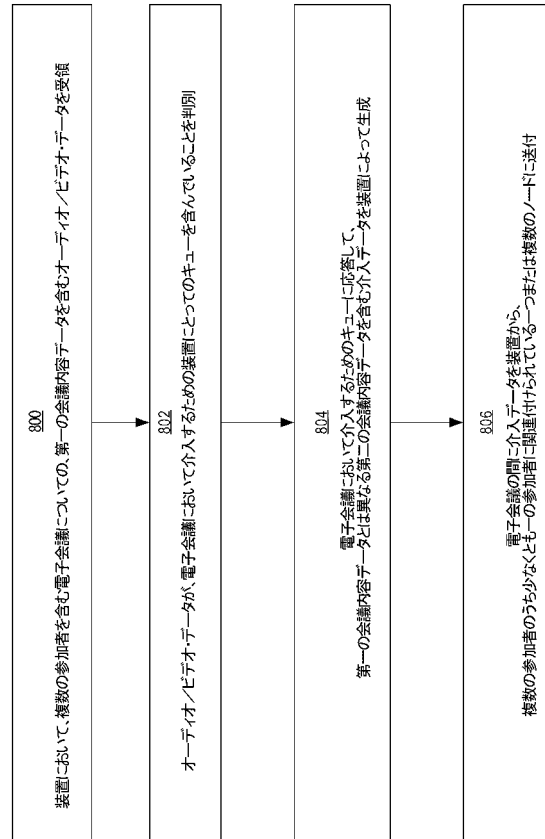 800
装置において、複数の参加者を含む電子会議についての、第一の会議内容データを含むオーディオ／ビデオ・データを受領
802
オーディオ／ビデオ・データが、電子会議において介入するための装置にとってのキューを含んでいることを判別
804
電子会議において介入するためのキューに応答して、
第一の会議内容データとは異なる第二の会議内容データを含む介入データを装置によって生成
806
電子会議の間に介入データを装置から、
複数の参加者のうち少なくとも一の参加者に関連付けられている一つまたは複数のノードに送付